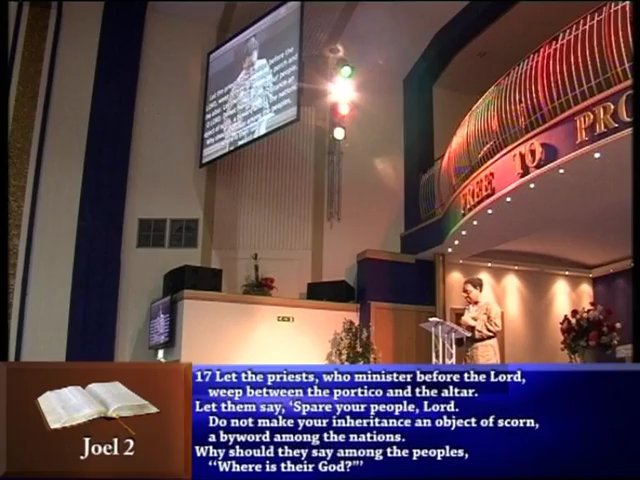 before the
FREE TO PRO
17 Let the priests, who minister before the Lord,
weep between the portico and the altar.
Let them say, ‘Spare your people, Lord.
Do not make your inheritance an object of scorn,
a byword among the nations.
Why should they say among the peoples,
“Where is their God?”’
Joel 2